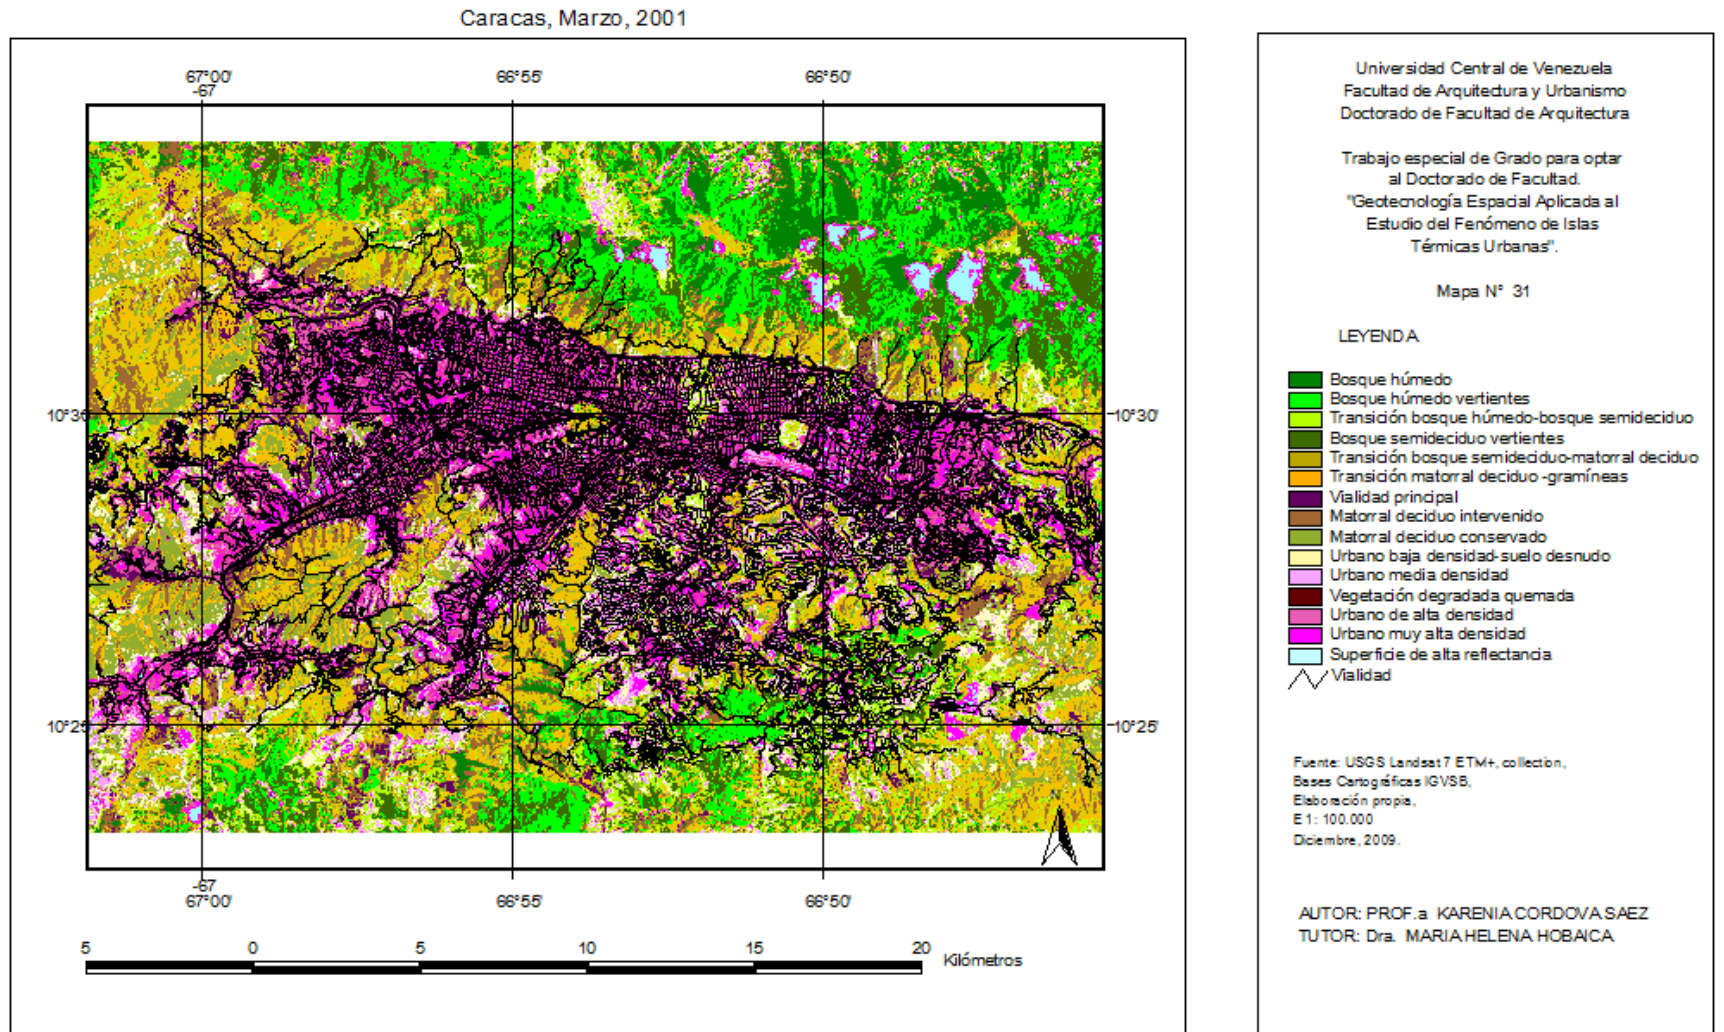 Caracas, Marzo, 2001
67°00'
-67
66°55'
66°50'
10°30'
10°30'
10°25'
10°25'
N
-67
67°00'
66°55'
66°50'
5 0 5 10 15 20
Kilómetros
Universidad Central de Venezuela
Facultad de Arquitectura y Urbanismo
Doctorado de Facultad de Arquitectura
Trabajo especial de Grado para optar
al Doctorado de Facultad.
"Geotecnología Espacial Aplicada al
Estudio del Fenómeno de Islas
Térmicas Urbanas".
Mapa N° 31
LEYENDA
Bosque húmedo
Bosque húmedo vertientes
Transición bosque húmedo-bosque semideciduo
Bosque semideciduo vertientes
Transición bosque semideciduo-matorral deciduo
Transición matorral deciduo -gramíneas
Vialidad principal
Matorral deciduo intervenido
Matorral deciduo conservado
Urbano baja densidad-suelo desnudo
Urbano media densidad
Vegetación degradada quemada
Urbano de alta densidad
Urbano muy alta densidad
Superficie de alta reflectancia
Vialidad
Fuente: USGS Landsat 7 ETM+, collection,
Bases Cartográficas IGVSB,
Elaboración propia,
E 1: 100.000
Diciembre, 2009.
AUTOR: PROF.a KARENIA CORDOVA SAEZ
TUTOR: Dra. MARIA HELENA HOBAICA